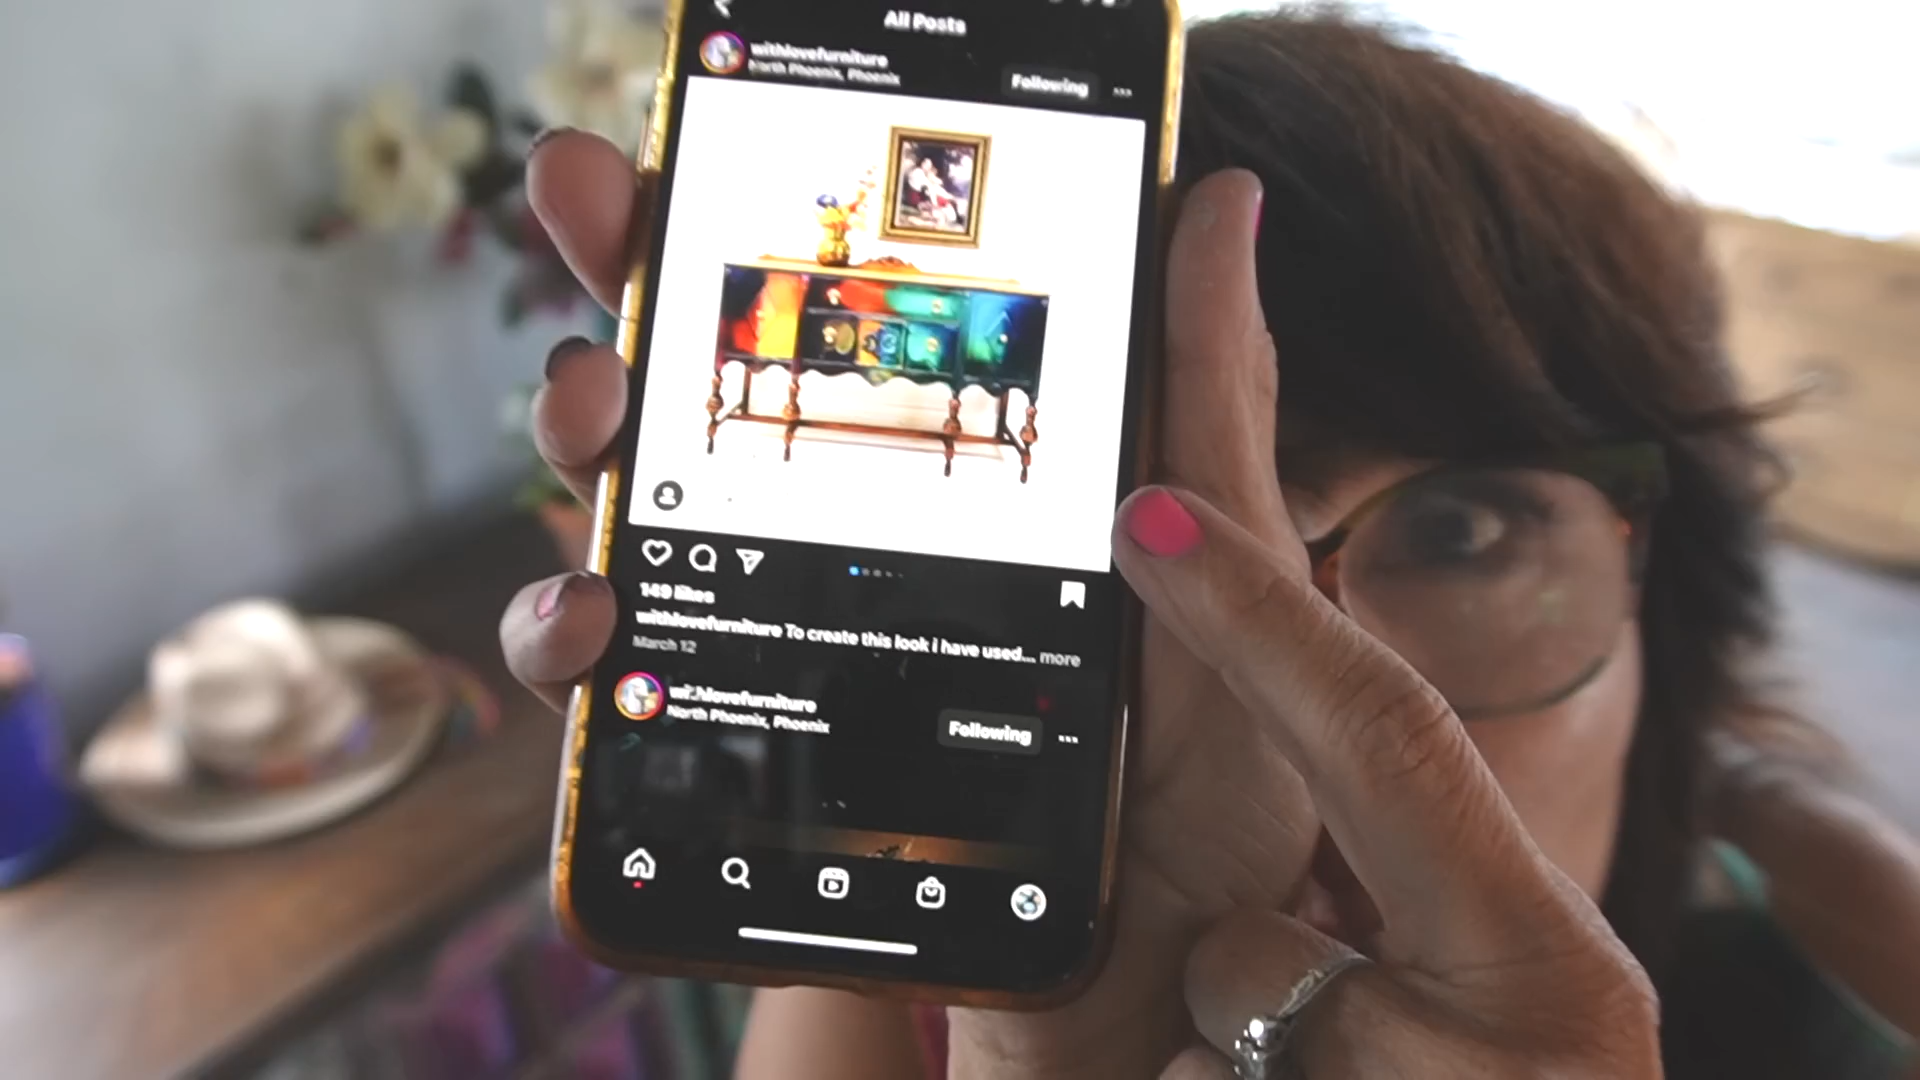 All Posts
withlovefurniture
North Phoenix, Phoenix
Following
149 likes
withlovefurniture To create this look i have used... more
March 12
withlovefurniture
North Phoenix, Phoenix
Following